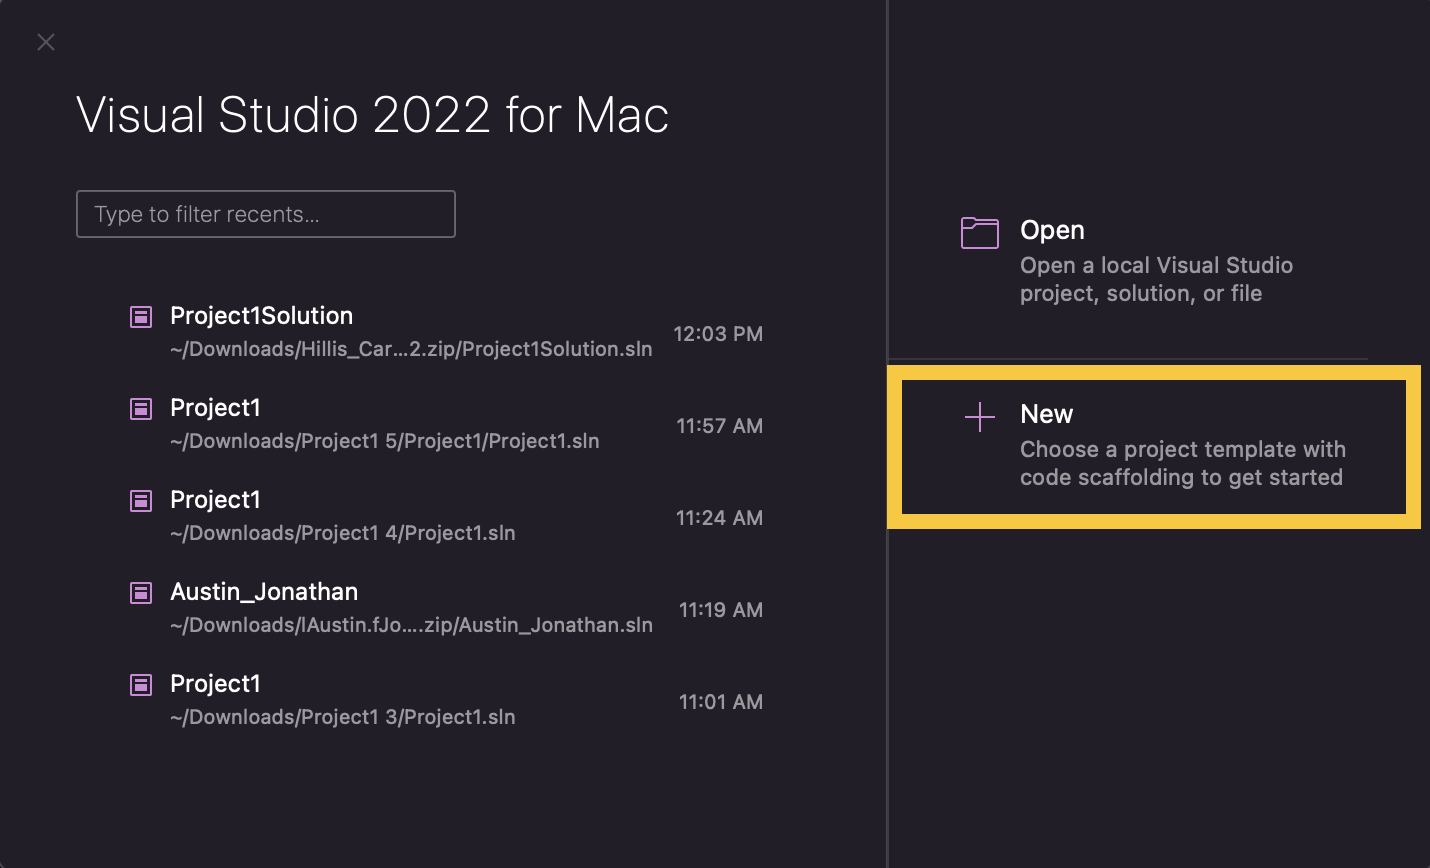 Visual Studio 2022 for Mac
Type to filter recents...
Project1Solution
~/Downloads/Hillis_Car...2.zip/Project1Solution.sln
12:03 PM
Project1
~/Downloads/Project1 5/Project1/Project1.sln
11:57 AM
Project1
~/Downloads/Project1 4/Project1.sln
11:24 AM
Austin_Jonathan
~/Downloads/lAustin.fJo....zip/Austin_Jonathan.sln
11:19 AM
Project1
~/Downloads/Project1 3/Project1.sln
11:01 AM
Open
Open a local Visual Studio
project, solution, or file
New
Choose a project template with
code scaffolding to get started